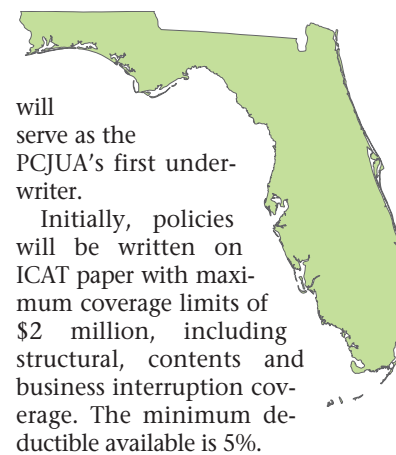 will
serve as the
PCJUA's first under-
writer.
Initially, policies
will be written on
ICAT paper with maxi-
mum coverage limits of
$2 million, including
structural, contents and
business interruption cov-
erage. The minimum de-
ductible available is 5%.